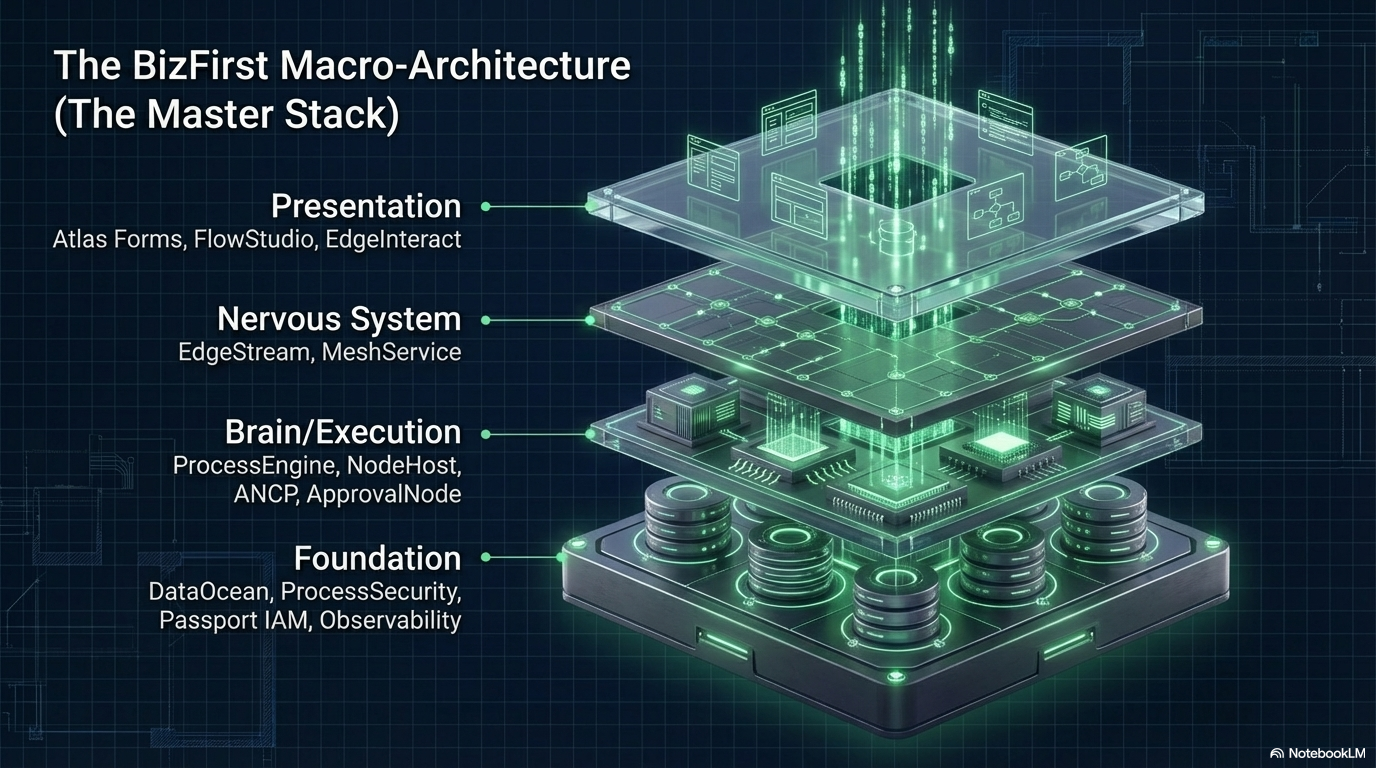 The BizFirst Macro-Architecture
(The Master Stack)
Presentation
Atlas Forms, FlowStudio, EdgeInteract
Nervous System
EdgeStream, MeshService
Brain/Execution
ProcessEngine, NodeHost,
ANCP, ApprovalNode
Foundation
DataOcean, ProcessSecurity,
Passport IAM, Observability
NotebookLM